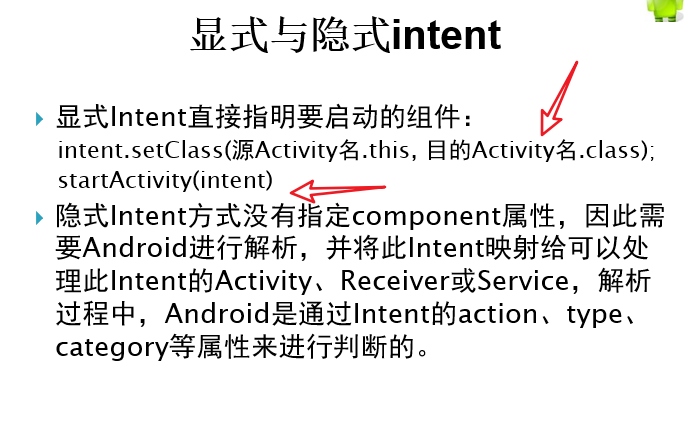 显式与隐式intent
显式Intent直接指明要启动的组件：
intent.setClass(源Activity名.this, 目的Activity名.class);
startActivity(intent)
隐式Intent方式没有指定component属性，因此需
要Android进行解析，并将此Intent映射给可以处
理此Intent的Activity、Receiver或Service，解析
过程中，Android是通过Intent的action、type、
category等属性来进行判断的。